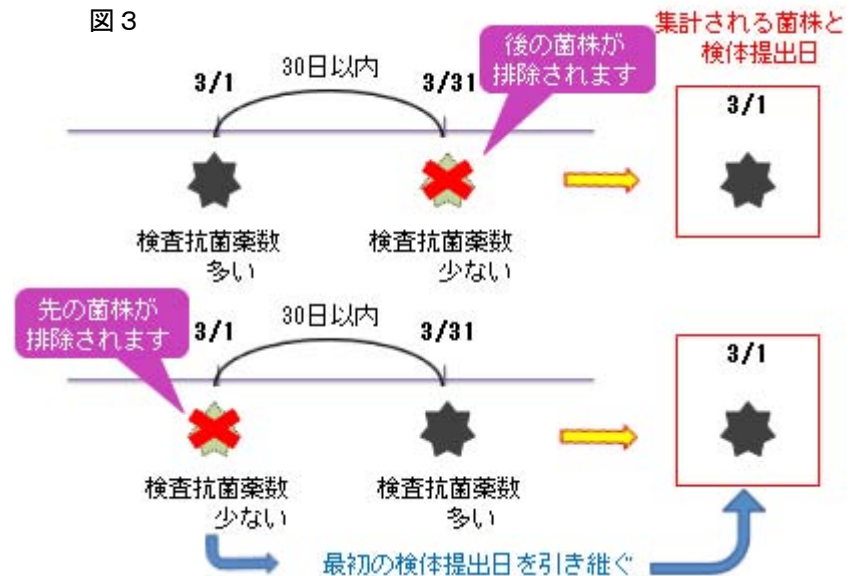 図3
集計される菌株と
検体提出日
後の菌株が
排除されます
30日以内
3/1
3/31
3/1
検査抗菌薬数
多い
検査抗菌薬数
少ない
先の菌株が
排除されます
30日以内
3/1
3/31
3/1
検査抗菌薬数
少ない
検査抗菌薬数
多い
最初の検体提出日を引き継ぐ